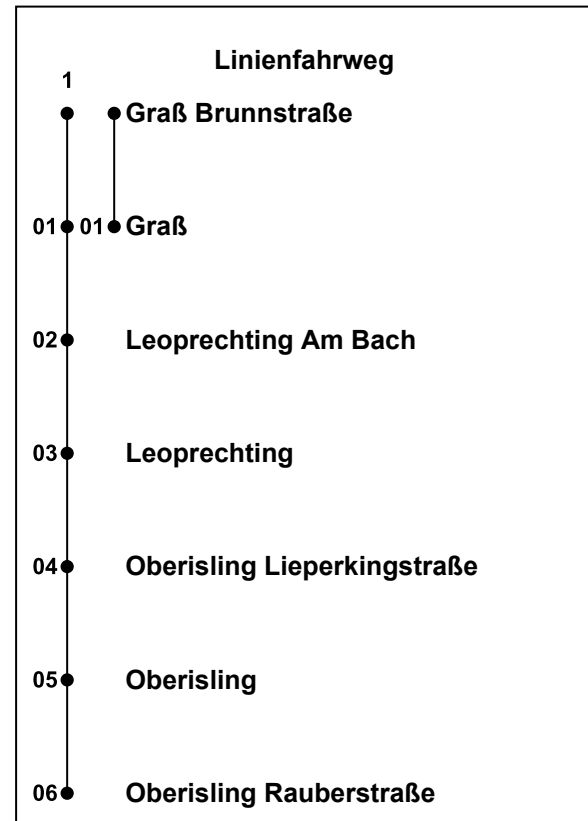 Linienfahrweg
1
Graß Brunnstraße
01 01 Graß
02 Leoprechting Am Bach
03 Leoprechting
04 Oberisling Lieperkingstraße
05 Oberisling
06 Oberisling Rauberstraße